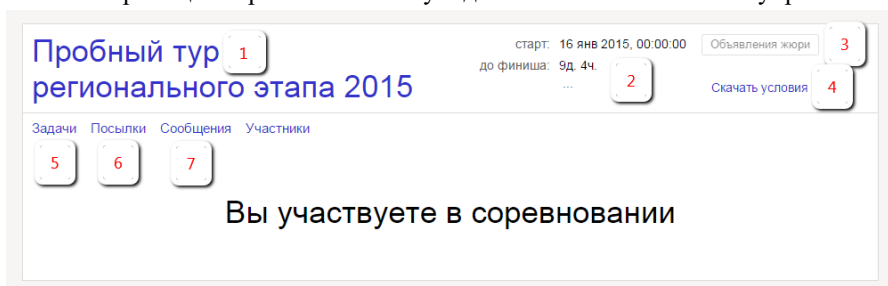 Пробный тур 1
регионального этапа 2015
старт: 16 янв 2015, 00:00:00
до финиша: 9д. 4ч.
... 2
Объявления жюри 3
Скачать условия 4
Задачи Посылки Сообщения Участники
5 6 7
Вы участвуете в соревновании